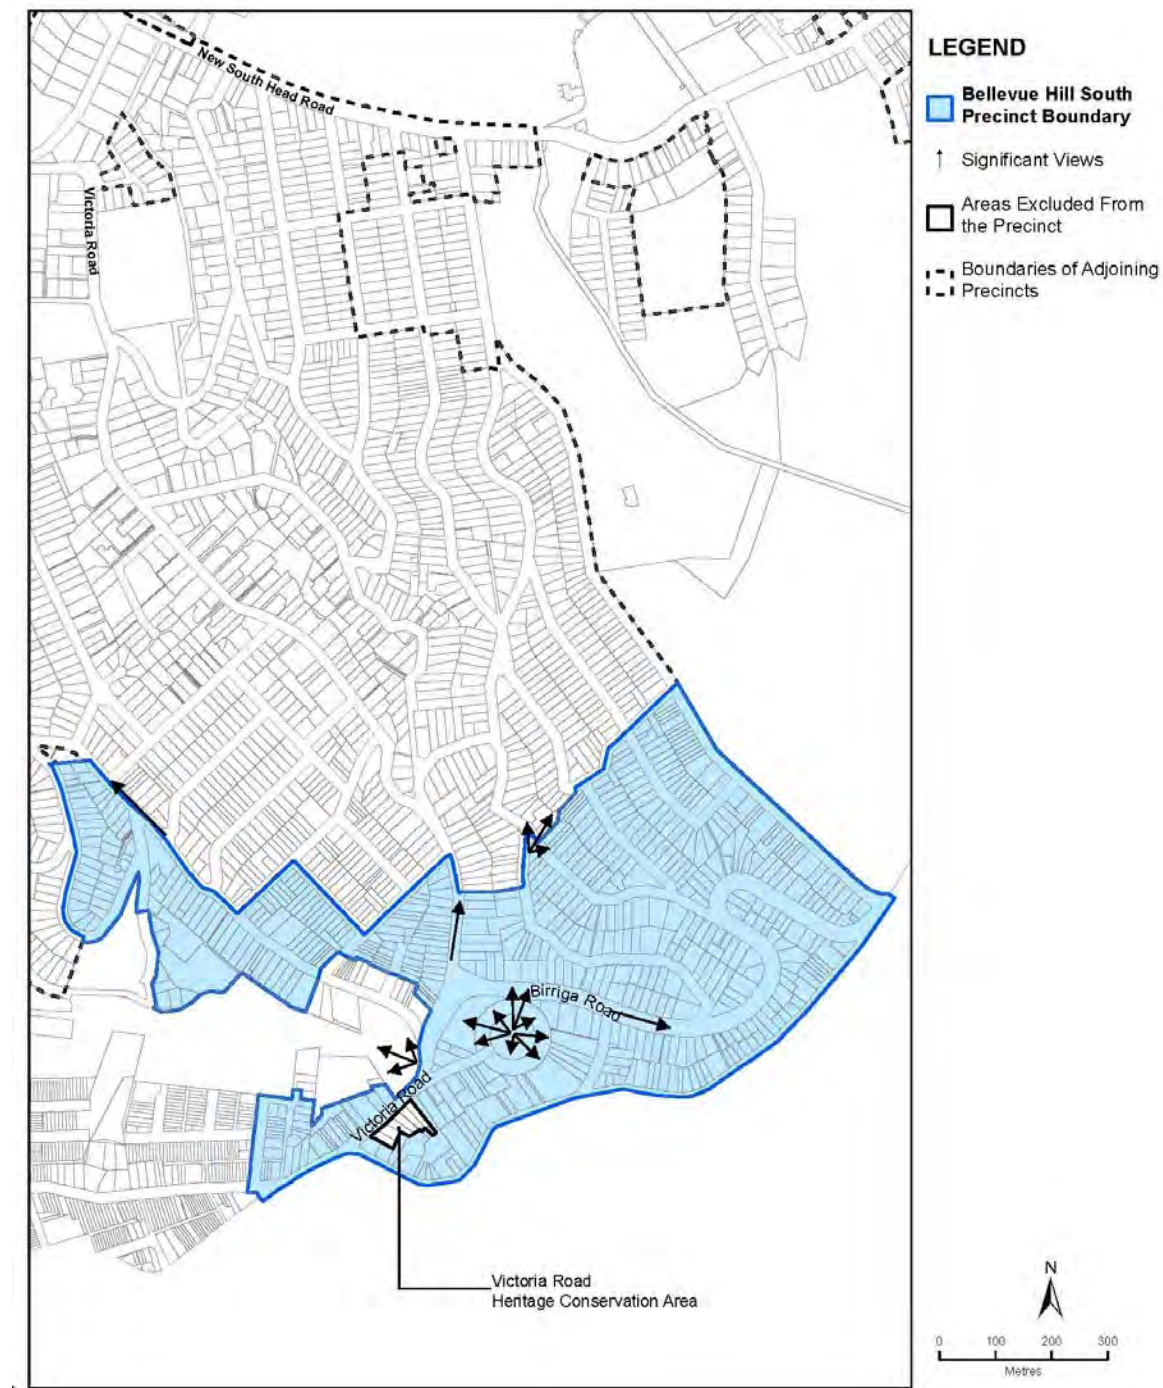 New South Head Road
Victoria Road
Birriga Road
Victoria Road
Victoria Road
Heritage Conservation Area
LEGEND
Bellevue Hill South
Precinct Boundary
Significant Views
Areas Excluded From
the Precinct
Boundaries of Adjoining
Precincts
N
0 100 200 300
Metres